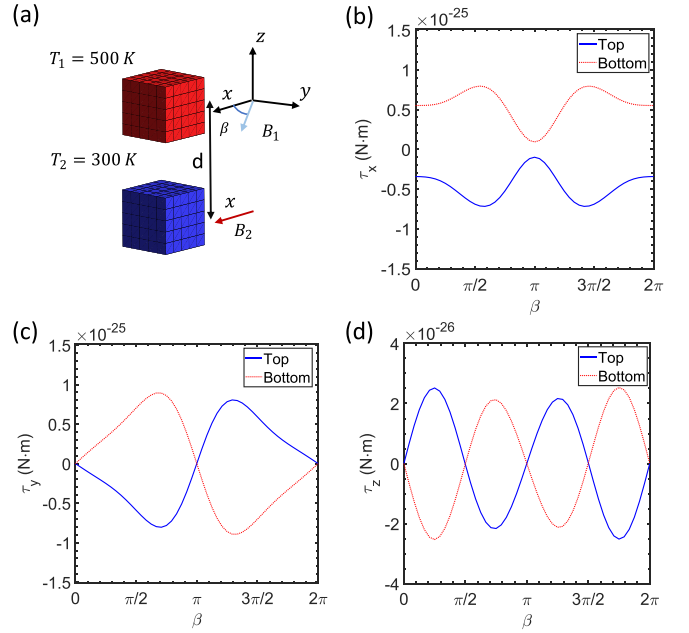 (a)
T₁ = 500 K
z
x
y
β
B₁
T₂ = 300 K
d
x
B₂
(b)
×10⁻²⁵
1.5
1
0.5
0
-0.5
-1
-1.5
τₓ (N·m)
Top
Bottom
0 π/2 π 3π/2 2π
β
(c)
×10⁻²⁵
1.5
1
0.5
0
-0.5
-1
-1.5
τ_y (N·m)
Top
Bottom
0 π/2 π 3π/2 2π
β
(d)
×10⁻²⁶
4
2
0
-2
-4
τ_z (N·m)
Top
Bottom
0 π/2 π 3π/2 2π
β